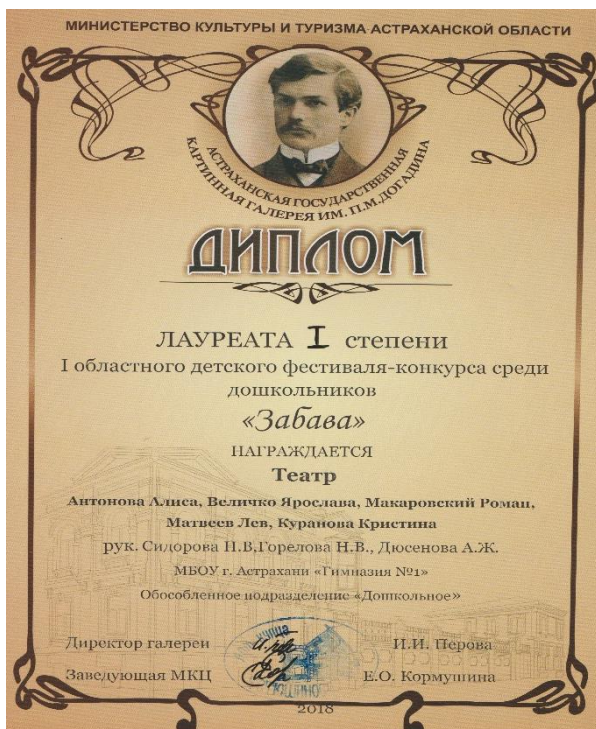 МИНИСТЕРСТВО КУЛЬТУРЫ И ТУРИЗМА АСТРАХАНСКОЙ ОБЛАСТИ
АСТРАХАНСКАЯ ГОСУДАРСТВЕННАЯ
КАРТИННАЯ ГАЛЕРЕЯ ИМ. П.М.ДОГАДИНА
ДИПЛОМ
ЛАУРЕАТА I степени
I областного детского фестиваля-конкурса среди
дошкольников
«Забава»
НАГРАЖДАЕТСЯ
Театр
Антонова Алиса, Величко Ярослава, Макаровский Роман,
Матвеев Лев, Куранова Кристина
рук. Сидорова Н.В,Горелова Н.В., Дюсенова А.Ж.
МБОУ г. Астрахани «Гимназия №1»
Обособленное подразделение «Дошкольное»
Директор галереи И.И. Перова
Заведующая МКЦ Е.О. Кормушина
2018